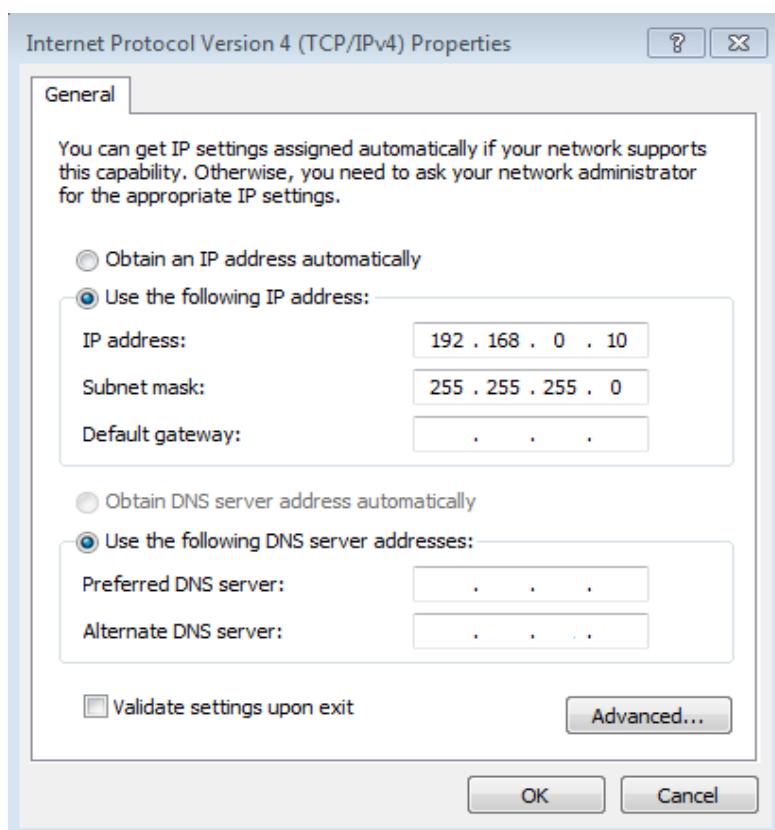 Internet Protocol Version 4 (TCP/IPv4) Properties
General
You can get IP settings assigned automatically if your network supports
this capability. Otherwise, you need to ask your network administrator
for the appropriate IP settings.
Obtain an IP address automatically
Use the following IP address:
IP address: 192 . 168 . 0 . 10
Subnet mask: 255 . 255 . 255 . 0
Default gateway: . . .
Obtain DNS server address automatically
Use the following DNS server addresses:
Preferred DNS server: . . .
Alternate DNS server: . . .
Validate settings upon exit
Advanced...
OK Cancel